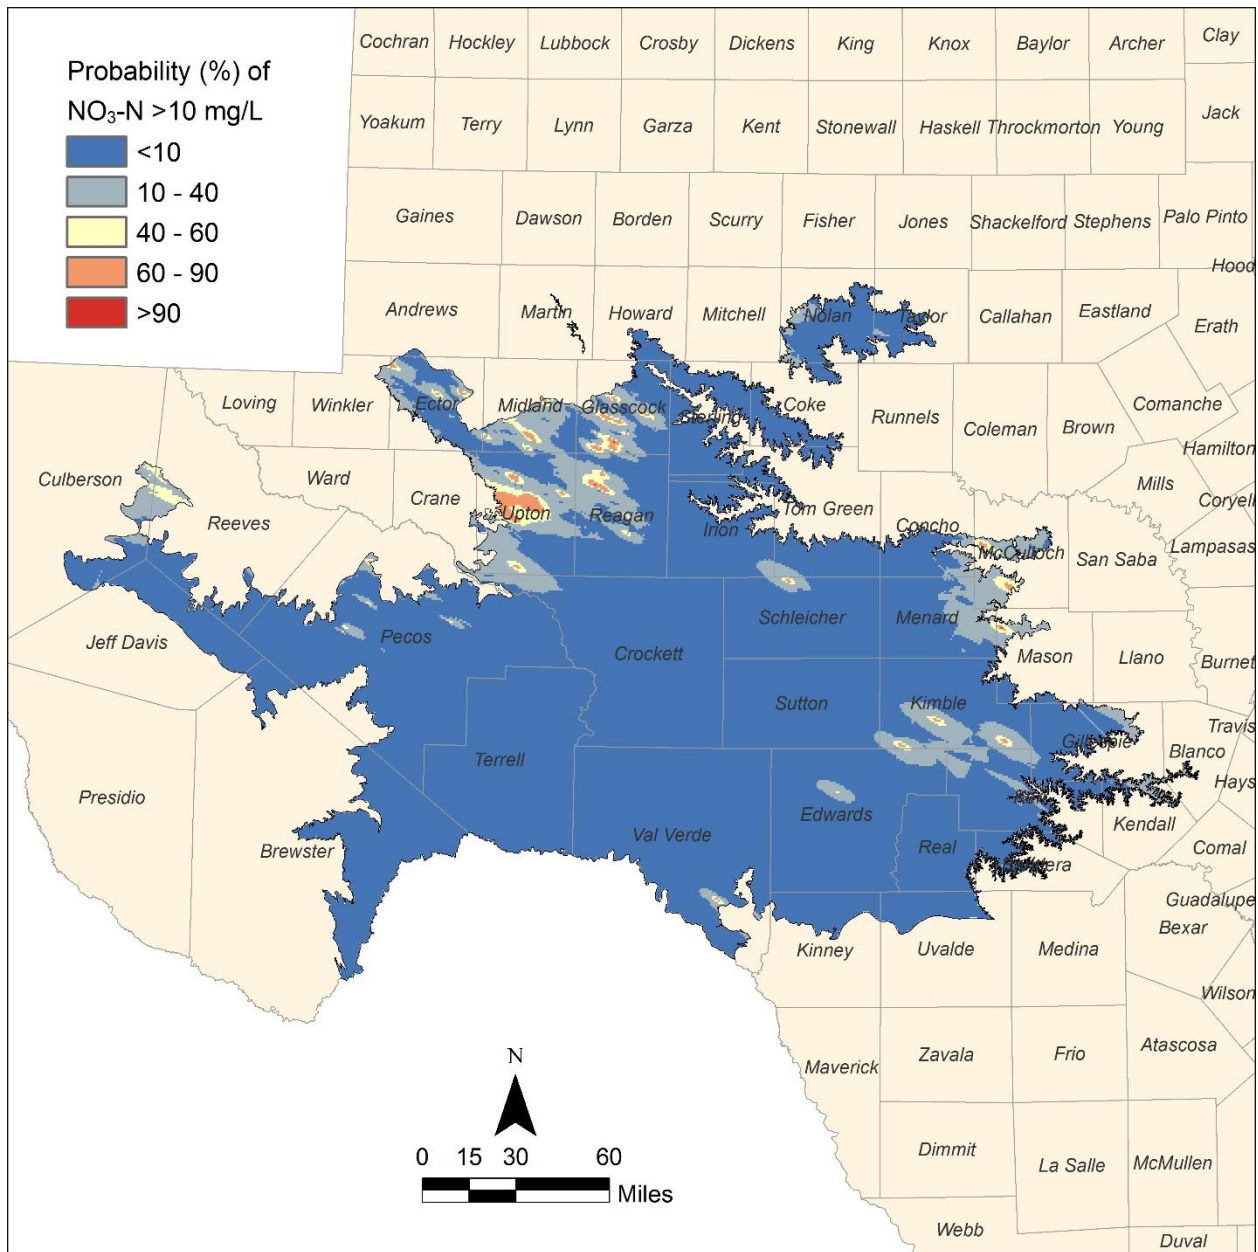 Cochran Hockley Lubbock Crosby Dickens King Knox Baylor Archer Clay
Probability (%) of
NO₃-N >10 mg/L
<10
10 - 40
40 - 60
60 - 90
>90
Yoakum Terry Lynn Garza Kent Stonewall Haskell Throckmorton Young Jack
Gaines Dawson Borden Scurry Fisher Jones Shackelford Stephens Palo Pinto
Hood
Andrews Martin Howard Mitchell Nolan Taylor Callahan Eastland Erath
Loving Winkler Ector Midland Glasscock Sterling Coke Runnels Coleman Brown Comanche
Hamilton
Culberson Reeves Ward Crane Upton Reagan Irion Tom Green Concho McCulloch San Saba Mills Coryell
Lampasas
Jeff Davis Pecos Crockett Schleicher Menard Mason Llano Burnet
Presidio Brewster Terrell Sutton Kimble Gillespie Blanco Travis
Hays
Val Verde Edwards Real Kendall Comal
Guadalupe
Kinney Uvalde Medina Bexar
Wilson
Maverick Zavala Frio Atascosa
Dimmit La Salle McMullen
Webb Duval
N
0 15 30 60
Miles